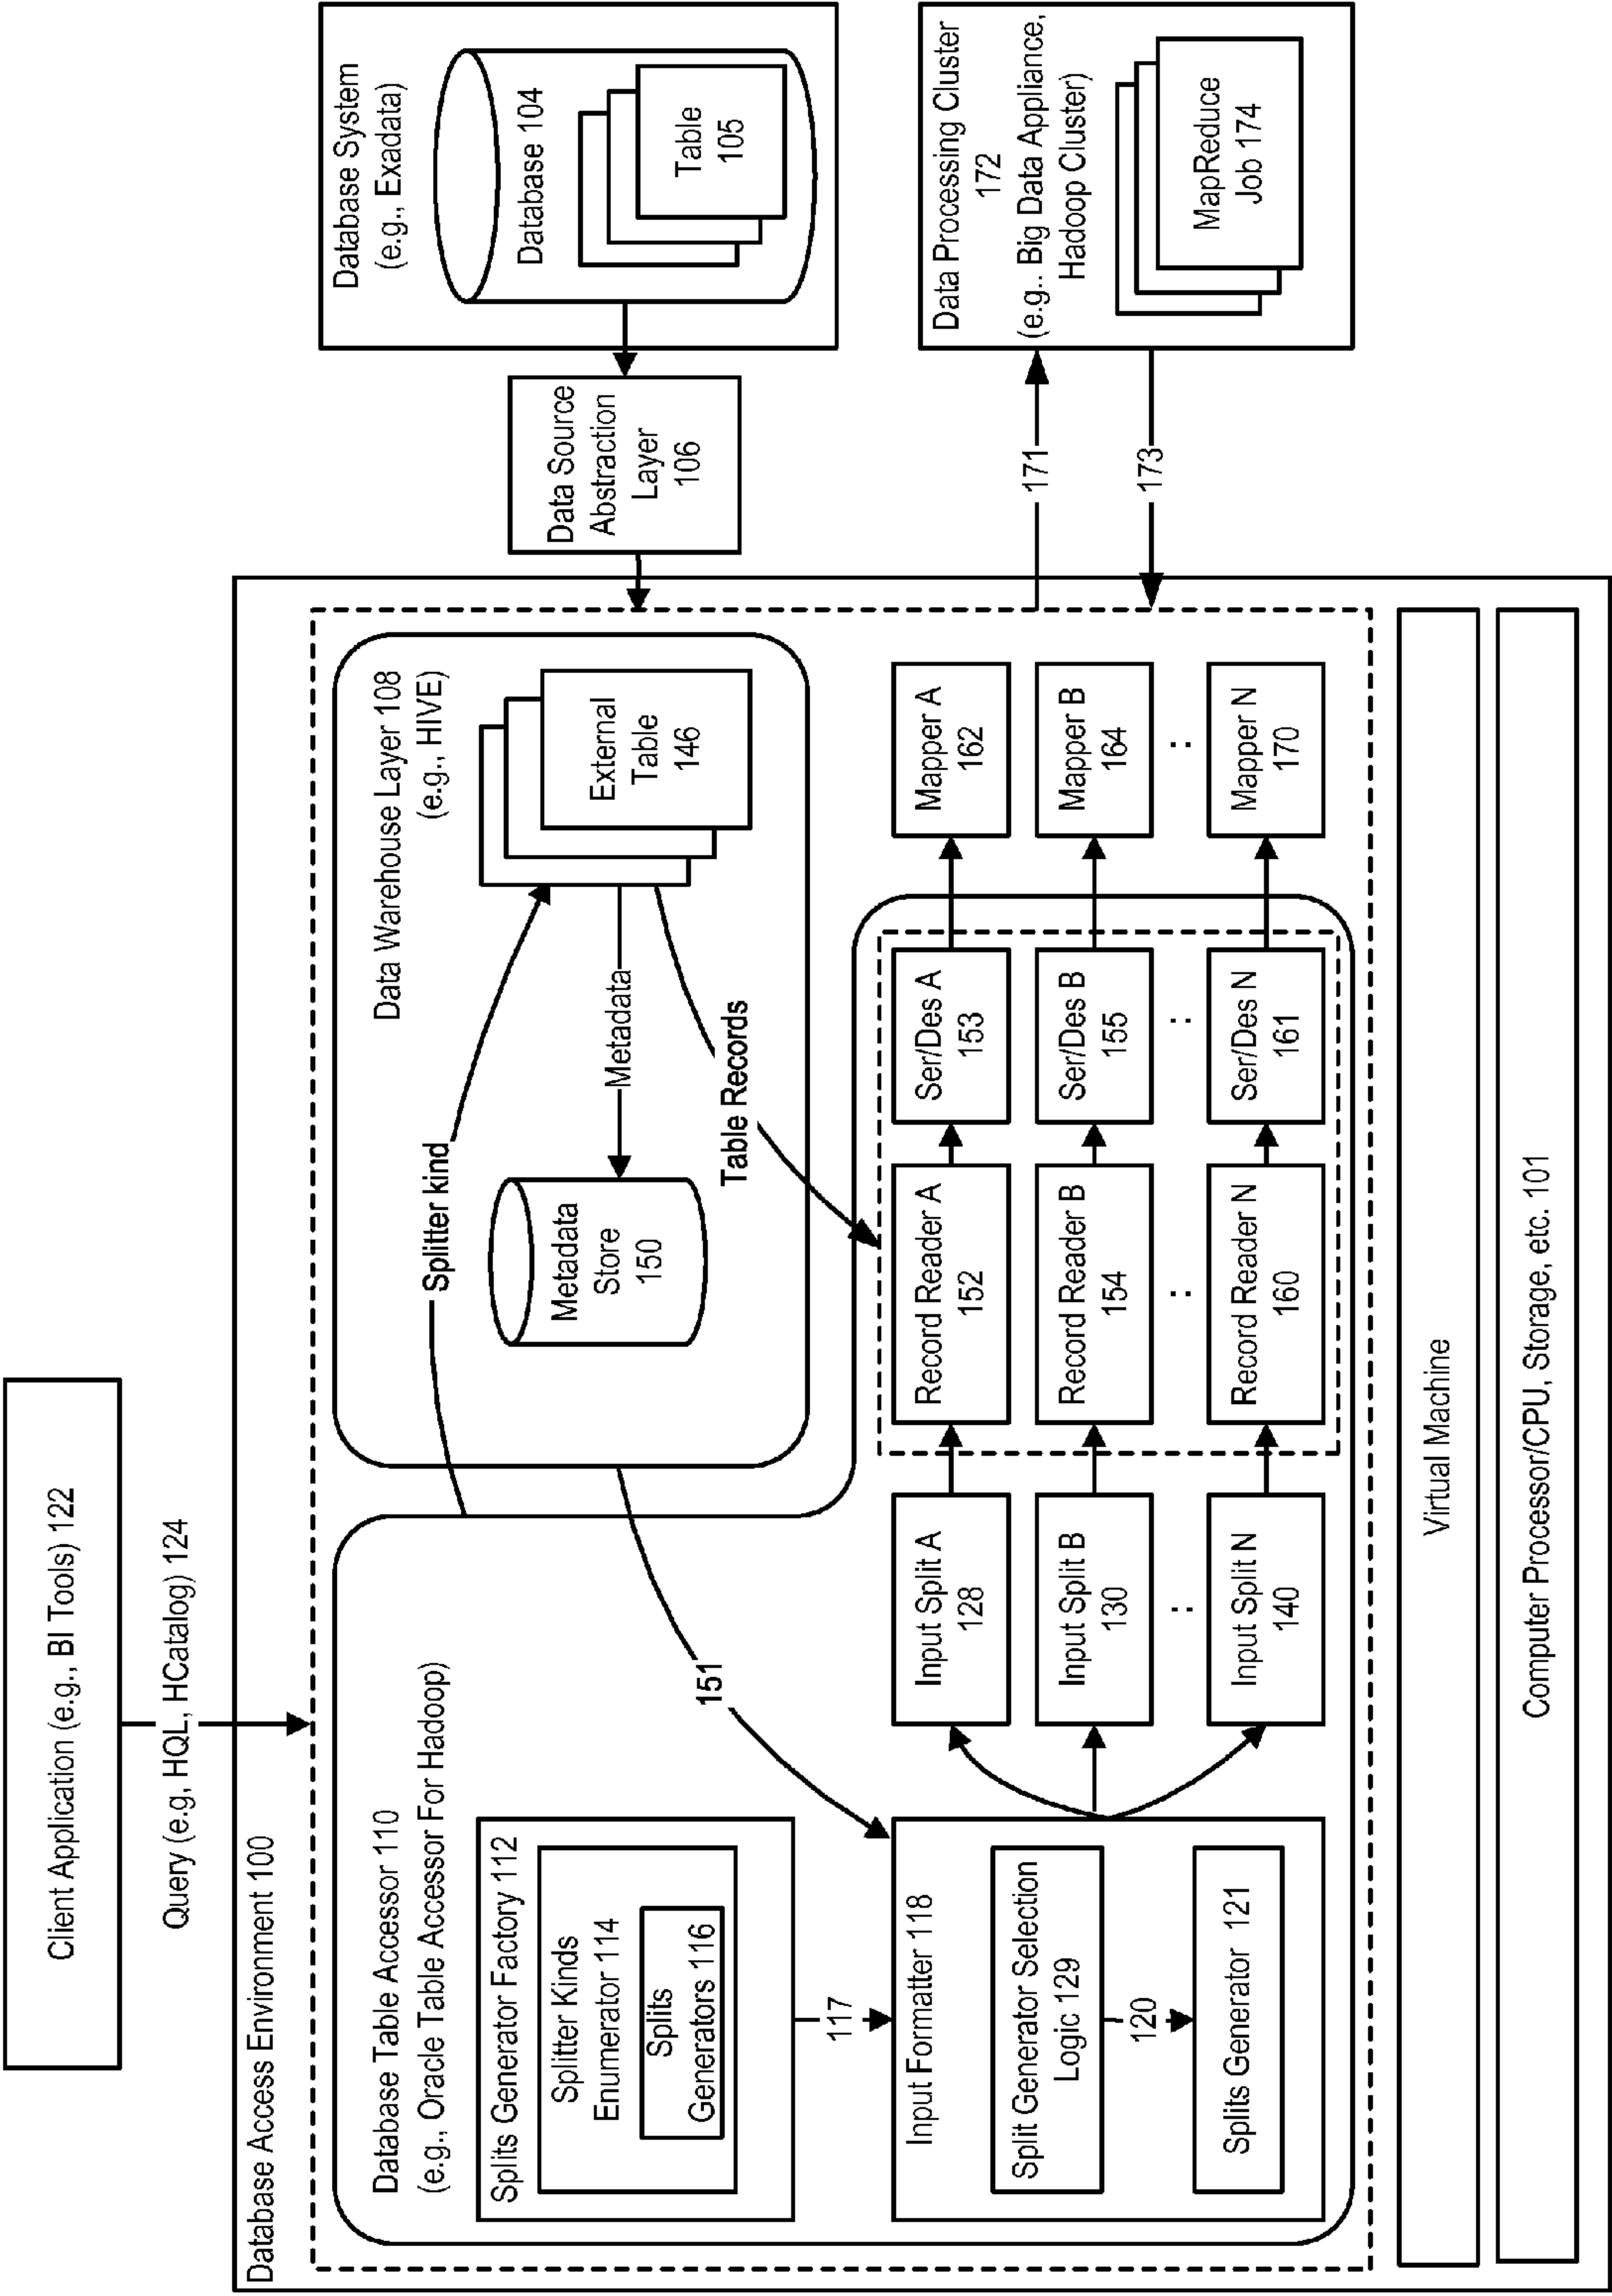 Client Application (e.g., BI Tools) 122
Query (e.g, HQL, HCatalog) 124
Database Access Environment 100
Database Table Accessor 110
(e.g., Oracle Table Accessor For Hadoop)
Splits Generator Factory 112
Splitter Kinds
Enumerator 114
Splits
Generators 116
117
Input Formatter 118
Split Generator Selection
Logic 129
120
Splits Generator 121
151
Splitter kind
Data Warehouse Layer 108
(e.g., HIVE)
External
Table
146
Metadata
Metadata
Store
150
Table Records
Input Split A
128
Input Split B
130
:
Input Split N
140
Record Reader A
152
Record Reader B
154
:
Record Reader N
160
Ser/Des A
153
Ser/Des B
155
:
Ser/Des N
161
Mapper A
162
Mapper B
164
:
Mapper N
170
Data Source
Abstraction
Layer
106
Database System
(e.g., Exadata)
Database 104
Table
105
171
173
Data Processing Cluster
172
(e.g.. Big Data Appliance,
Hadoop Cluster)
MapReduce
Job 174
Virtual Machine
Computer Processor/CPU, Storage, etc. 101